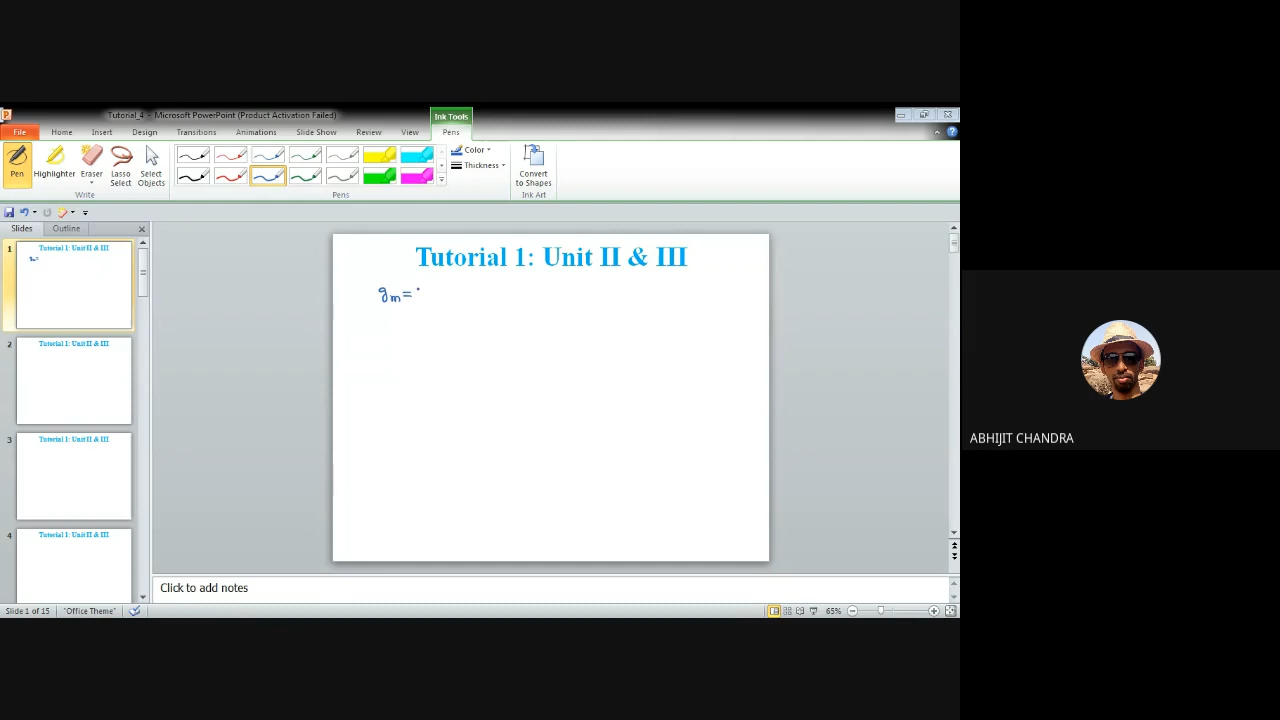 Tutorial_4 - Microsoft PowerPoint (Product Activation Failed)
Ink Tools
File Home Insert Design Transitions Animations Slide Show Review View Pens
Pen Highlighter Eraser Lasso Select Select Objects
Color
Thickness
Convert to Shapes
Write Pens Ink Art
Slides Outline
1 Tutorial 1: Unit II & III
2 Tutorial 1: Unit II & III
3 Tutorial 1: Unit II & III
4 Tutorial 1: Unit II & III
Tutorial 1: Unit II & III
gm =
Click to add notes
Slide 1 of 15 "Office Theme" 65%
ABHIJIT CHANDRA